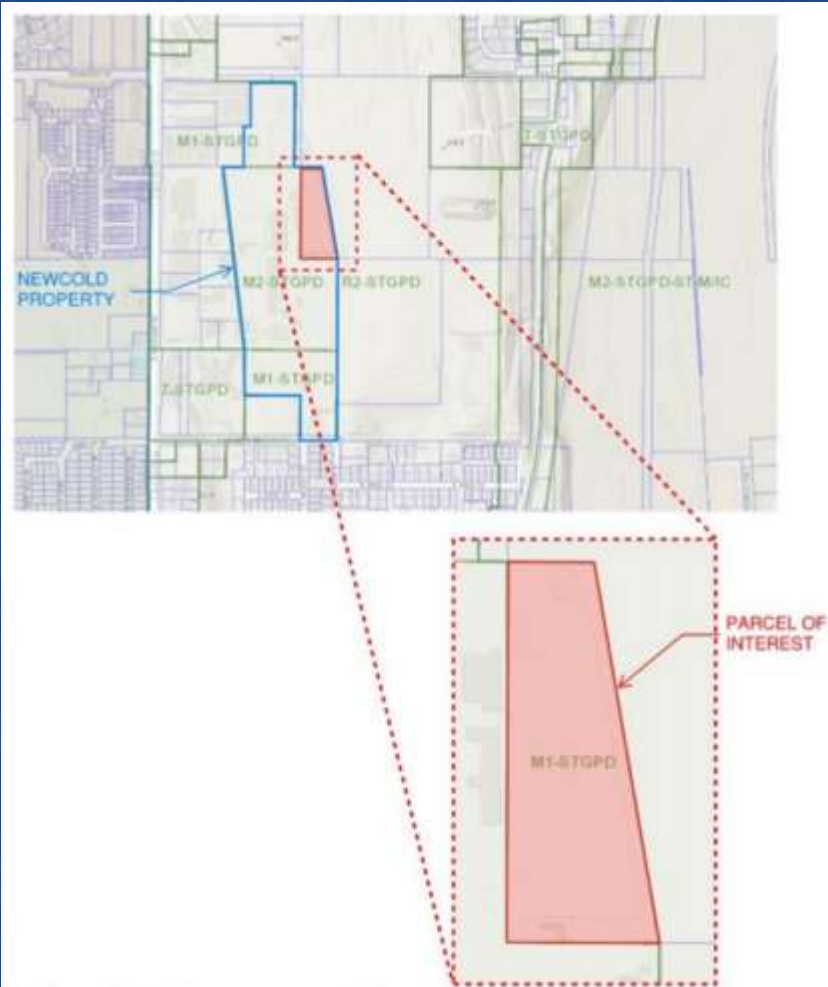 M1-STGPD
T-STGPD
NEWCOLD
PROPERTY
M2-STGPD
R2-STGPD
M2-STGPD-ST-M/IC
M1-STGPD
PARCEL OF
INTEREST
M1-STGPD